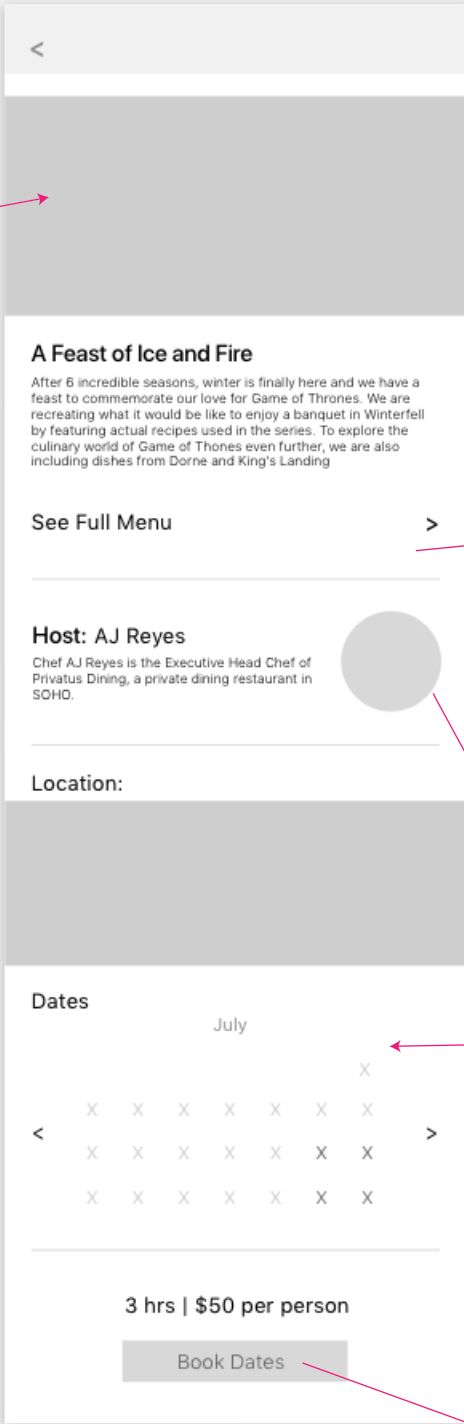 <
A Feast of Ice and Fire
After 6 incredible seasons, winter is finally here and we have a
feast to commemorate our love for Game of Thrones. We are
recreating what it would be like to enjoy a banquet in Winterfell
by featuring actual recipes used in the series. To explore the
culinary world of Game of Thones even further, we are also
including dishes from Dorne and King's Landing
See Full Menu >
Host: AJ Reyes
Chef AJ Reyes is the Executive Head Chef of
Privatus Dining, a private dining restaurant in
SOHO.
Location:
Dates
July
X
X X X X X X X
< >
X X X X X X X
X X X X X X X
3 hrs | $50 per person
Book Dates